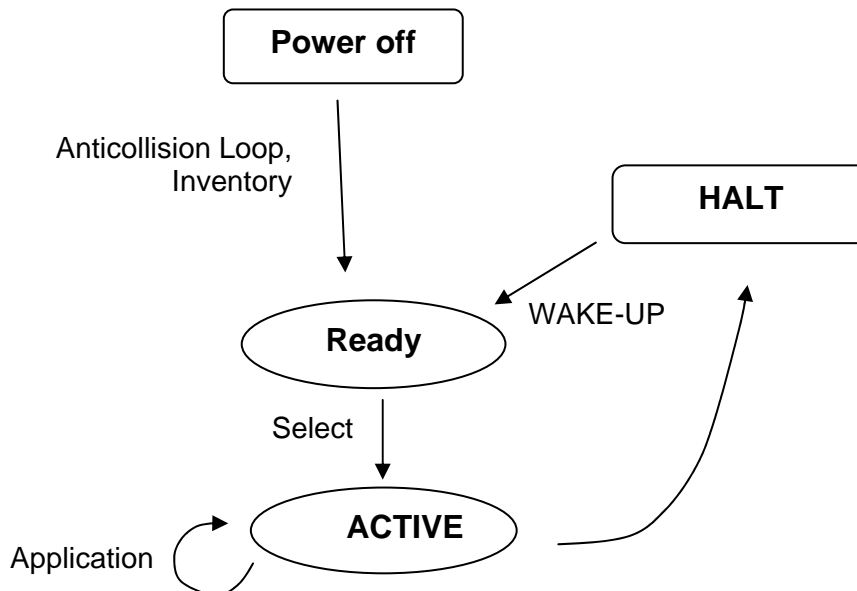 Power off
Anticollision Loop,
Inventory
HALT
WAKE-UP
Ready
Select
ACTIVE
Application